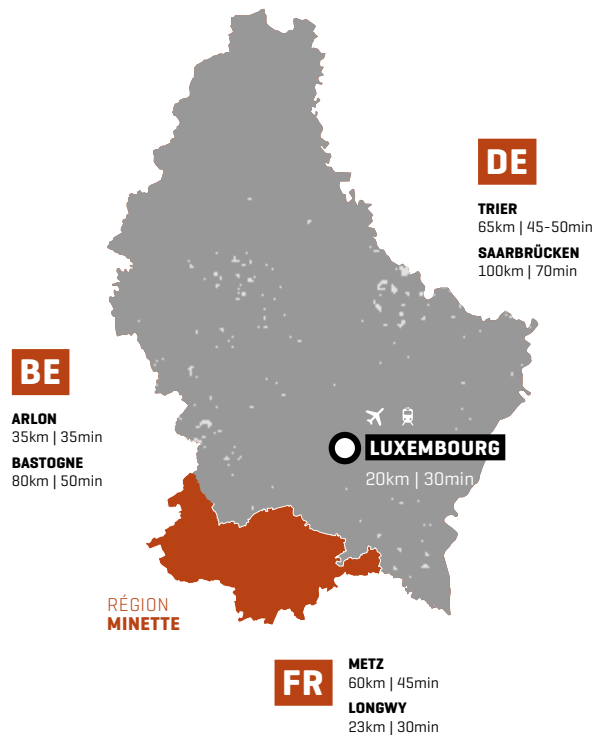 DE
TRIER
65km | 45-50min
SAARBRÜCKEN
100km | 70min
BE
ARLON
35km | 35min
BASTOGNE
80km | 50min
LUXEMBOURG
20km | 30min
RÉGION
MINETTE
FR
METZ
60km | 45min
LONGWY
23km | 30min